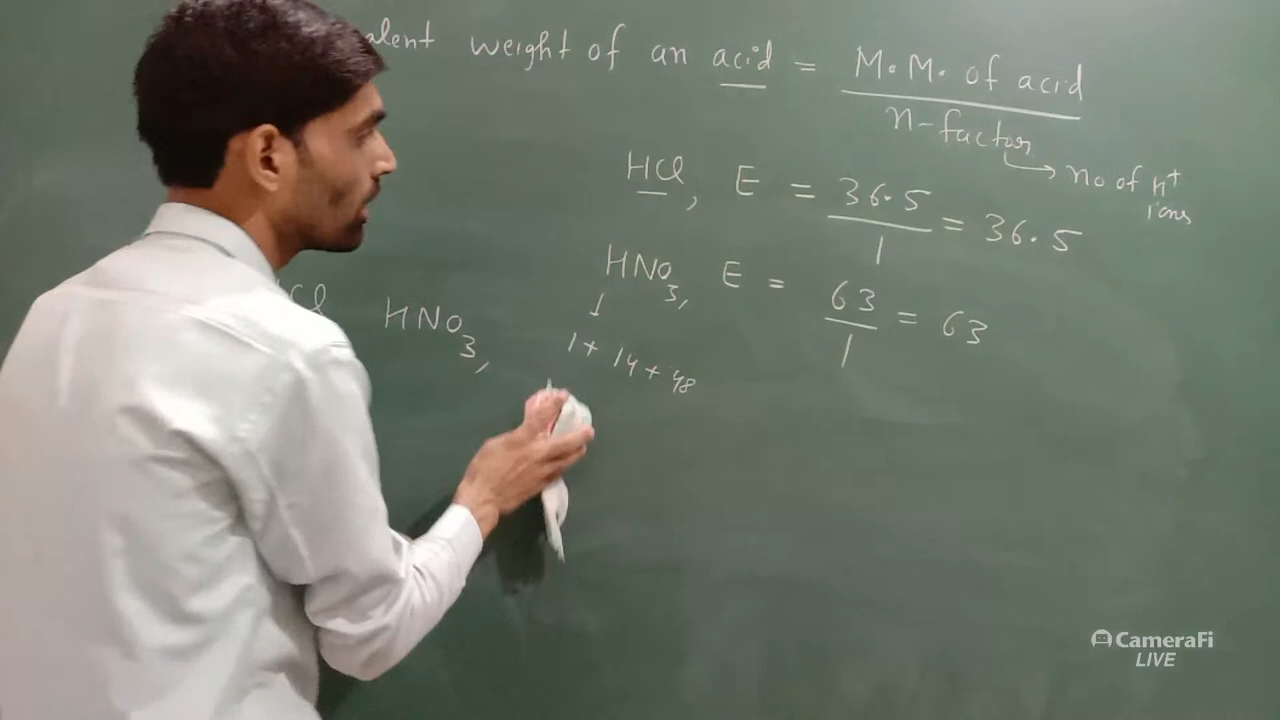 alent weight of an acid = M.M. of acid / n-factor
→ no of H+ ions
HCl, E = 36.5 / 1 = 36.5
HNO3, E = 63 / 1 = 63
↓
1 + 14 + 48
Cl HNO3,
CameraFi
LIVE